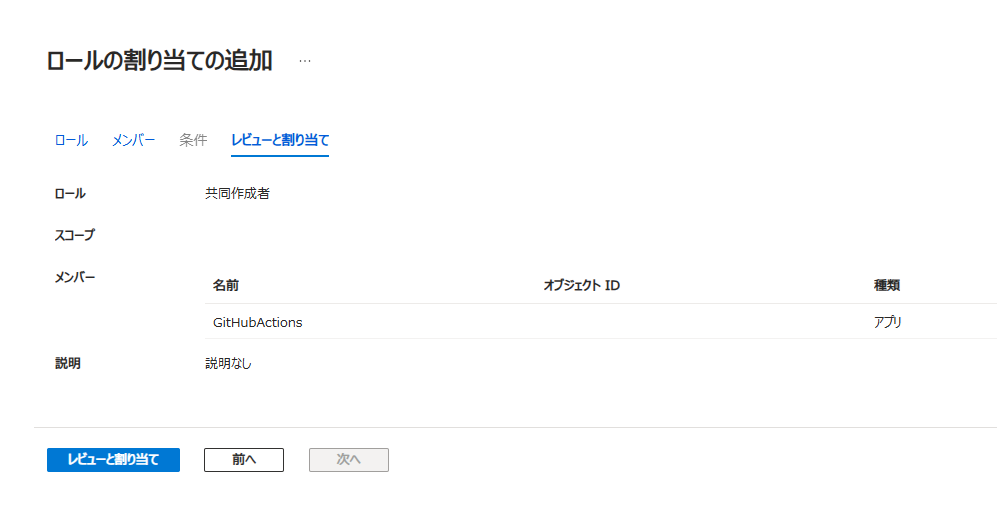 ロールの割り当ての追加 …
ロール メンバー 条件 レビューと割り当て
ロール 共同作成者
スコープ
メンバー 名前 オブジェクト ID 種類
GitHubActions アプリ
説明 説明なし
レビューと割り当て 前へ 次へ